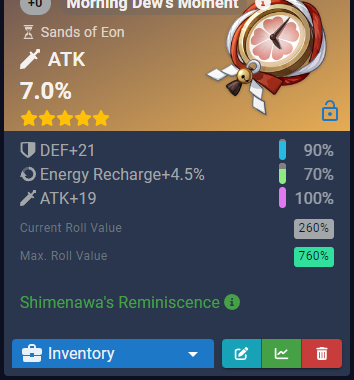 +0 Morning Dew's Moment
Sands of Eon
ATK
7.0%
DEF+21 90%
Energy Recharge+4.5% 70%
ATK+19 100%
Current Roll Value 260%
Max. Roll Value 760%
Shimenawa's Reminiscence
Inventory